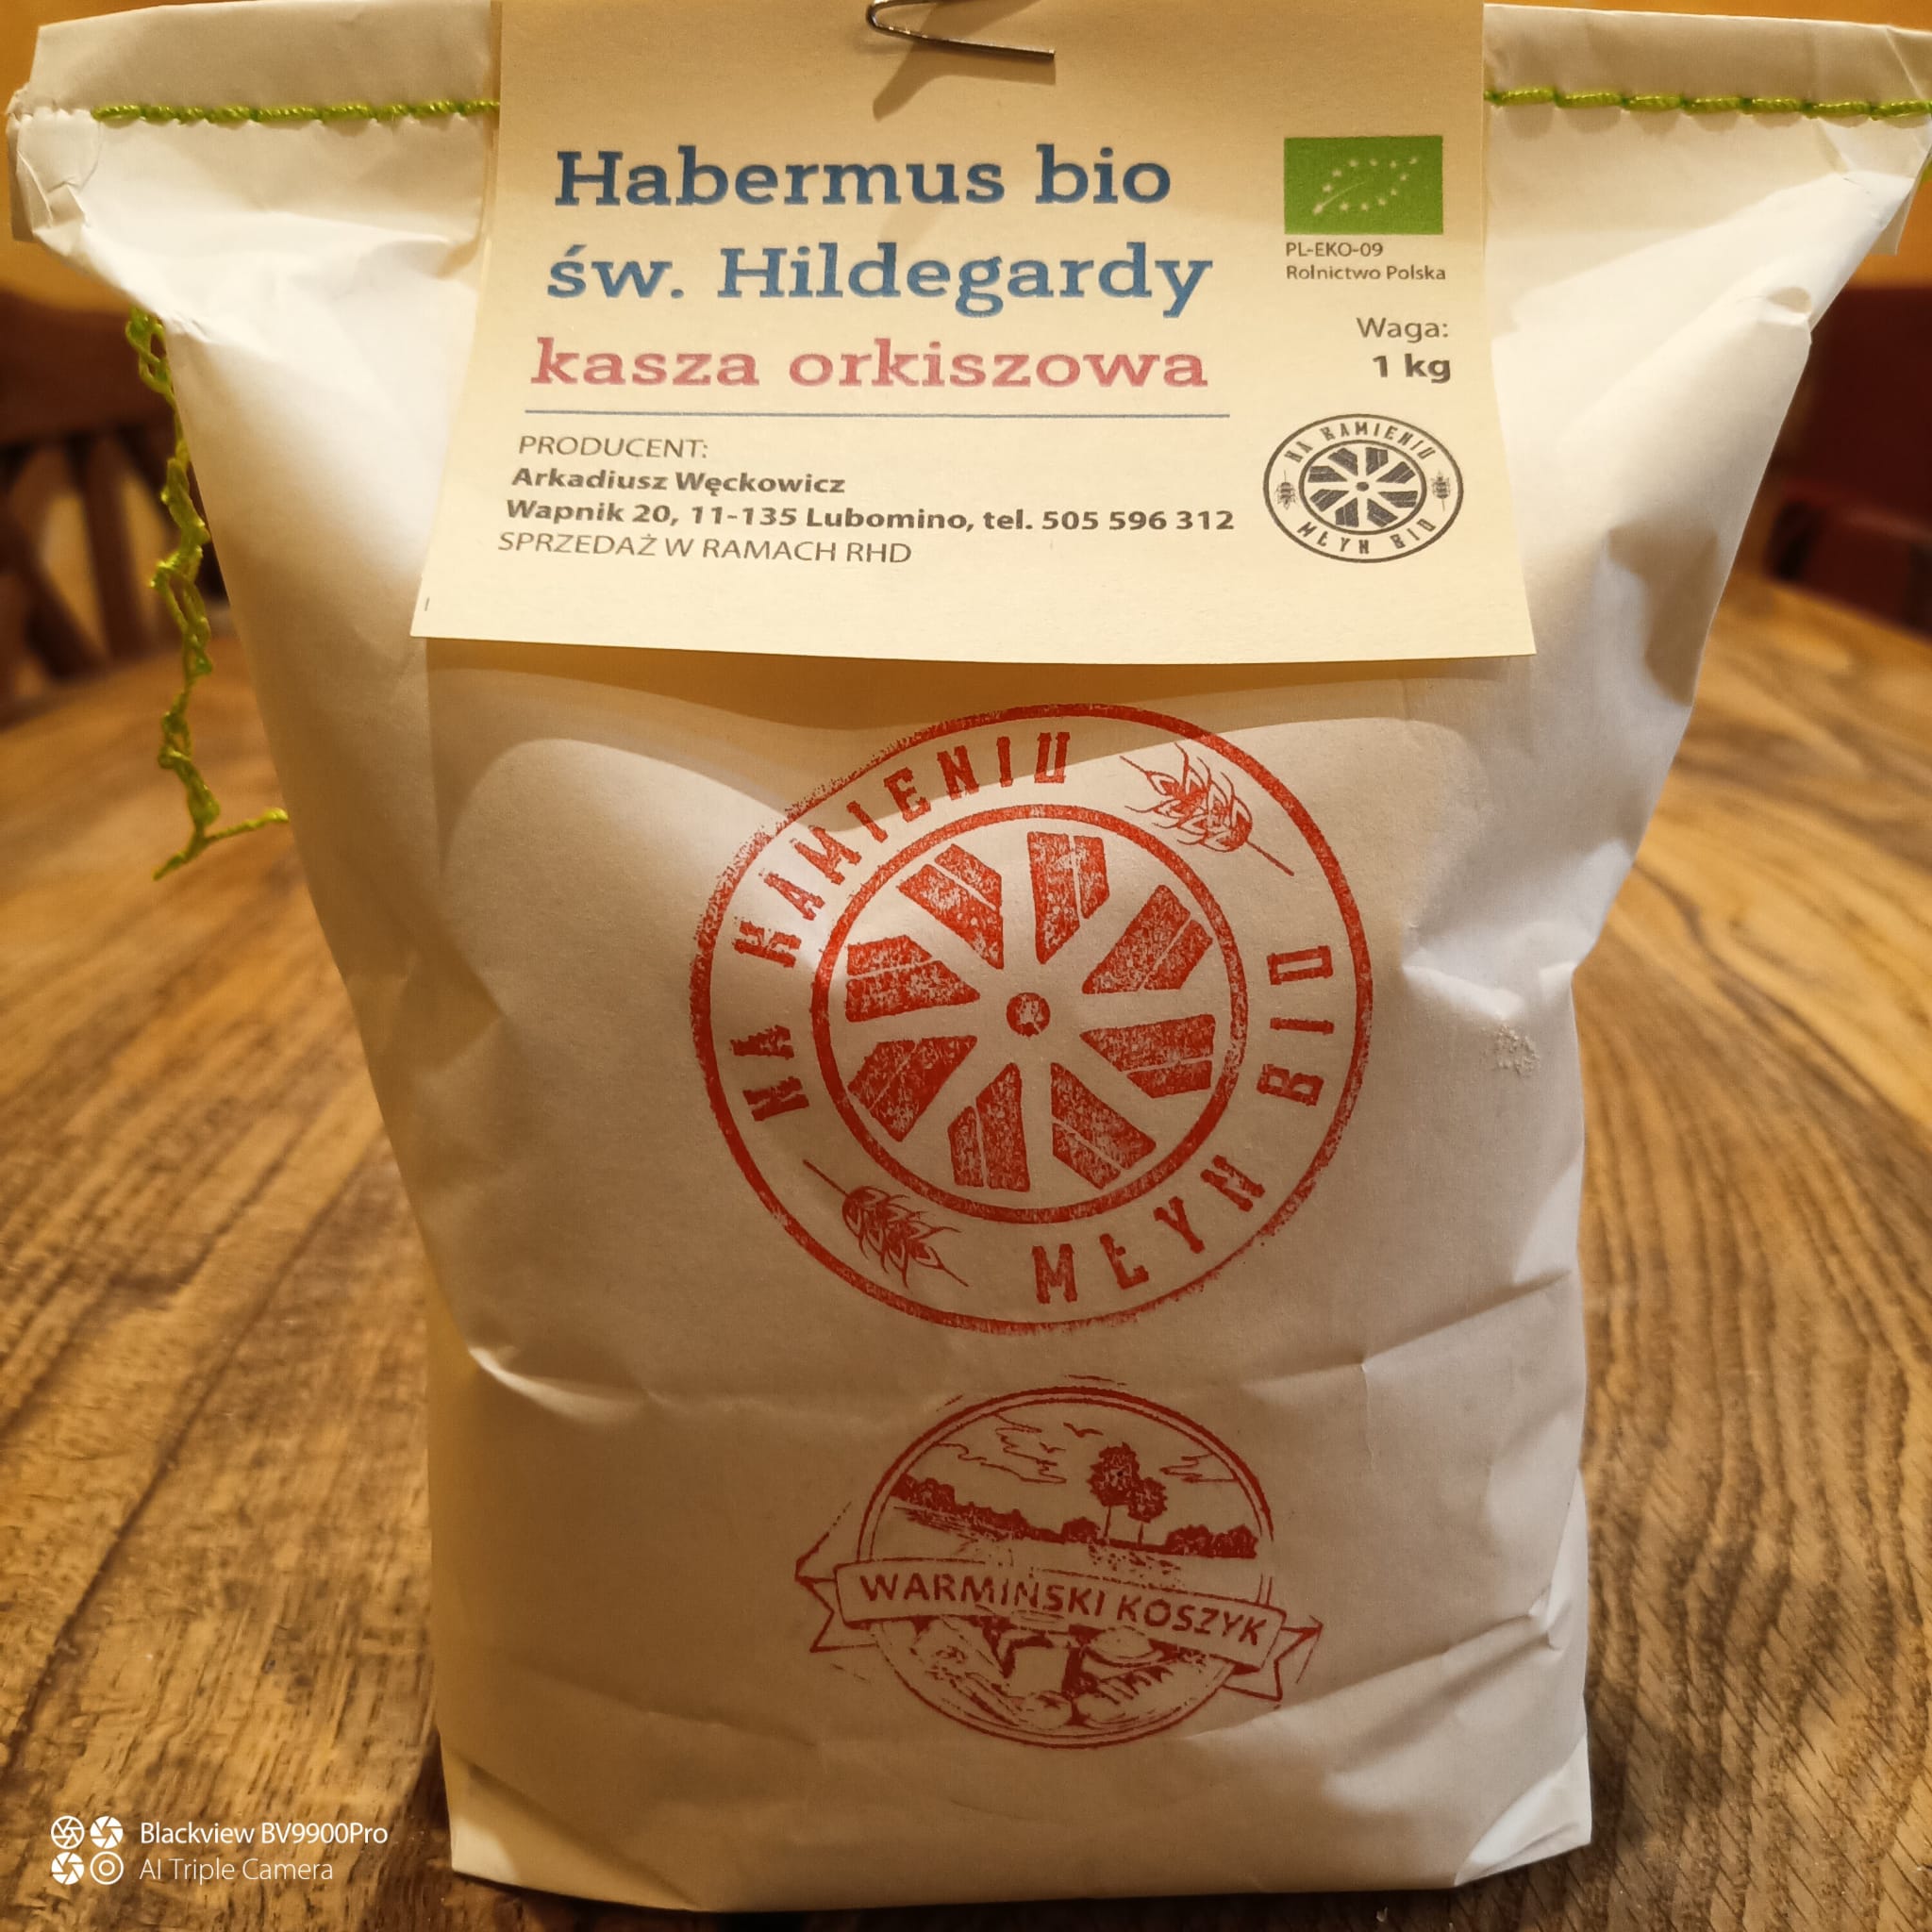 Habermus bio
św. Hildegardy
kasza orkiszowa
PL-EKO-09
Rolnictwo Polska
Waga:
1 kg
PRODUCENT:
Arkadiusz Węckowicz
Wapnik 20, 11-135 Lubomino, tel. 505 596 312
SPRZEDAŻ W RAMACH RHD
NA KAMIENIU
MŁYN BIO
NA KAMIENIU
MŁYN BIO
WARMIŃSKI KOSZYK
Blackview BV9900Pro
AI Triple Camera